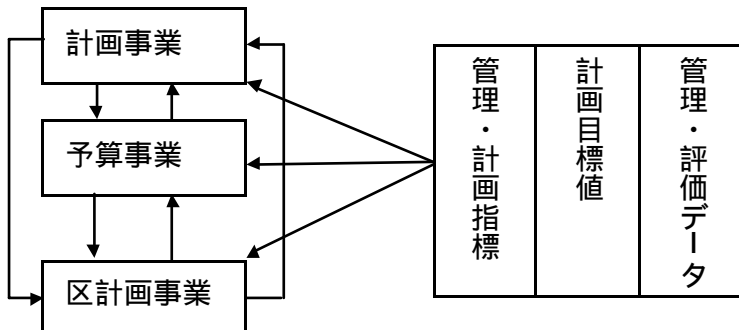 計画事業
予算事業
区計画事業
管理・計画指標
計画目標値
管理・評価データ